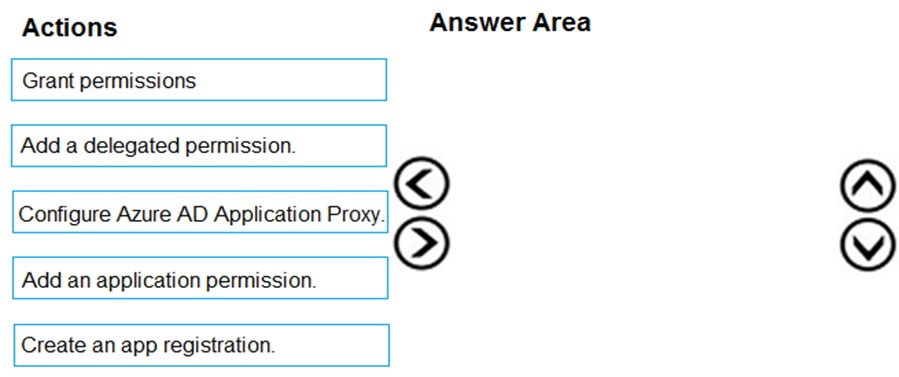 Actions
Answer Area
Grant permissions
Add a delegated permission.
Configure Azure AD Application Proxy.
Add an application permission.
Create an app registration.